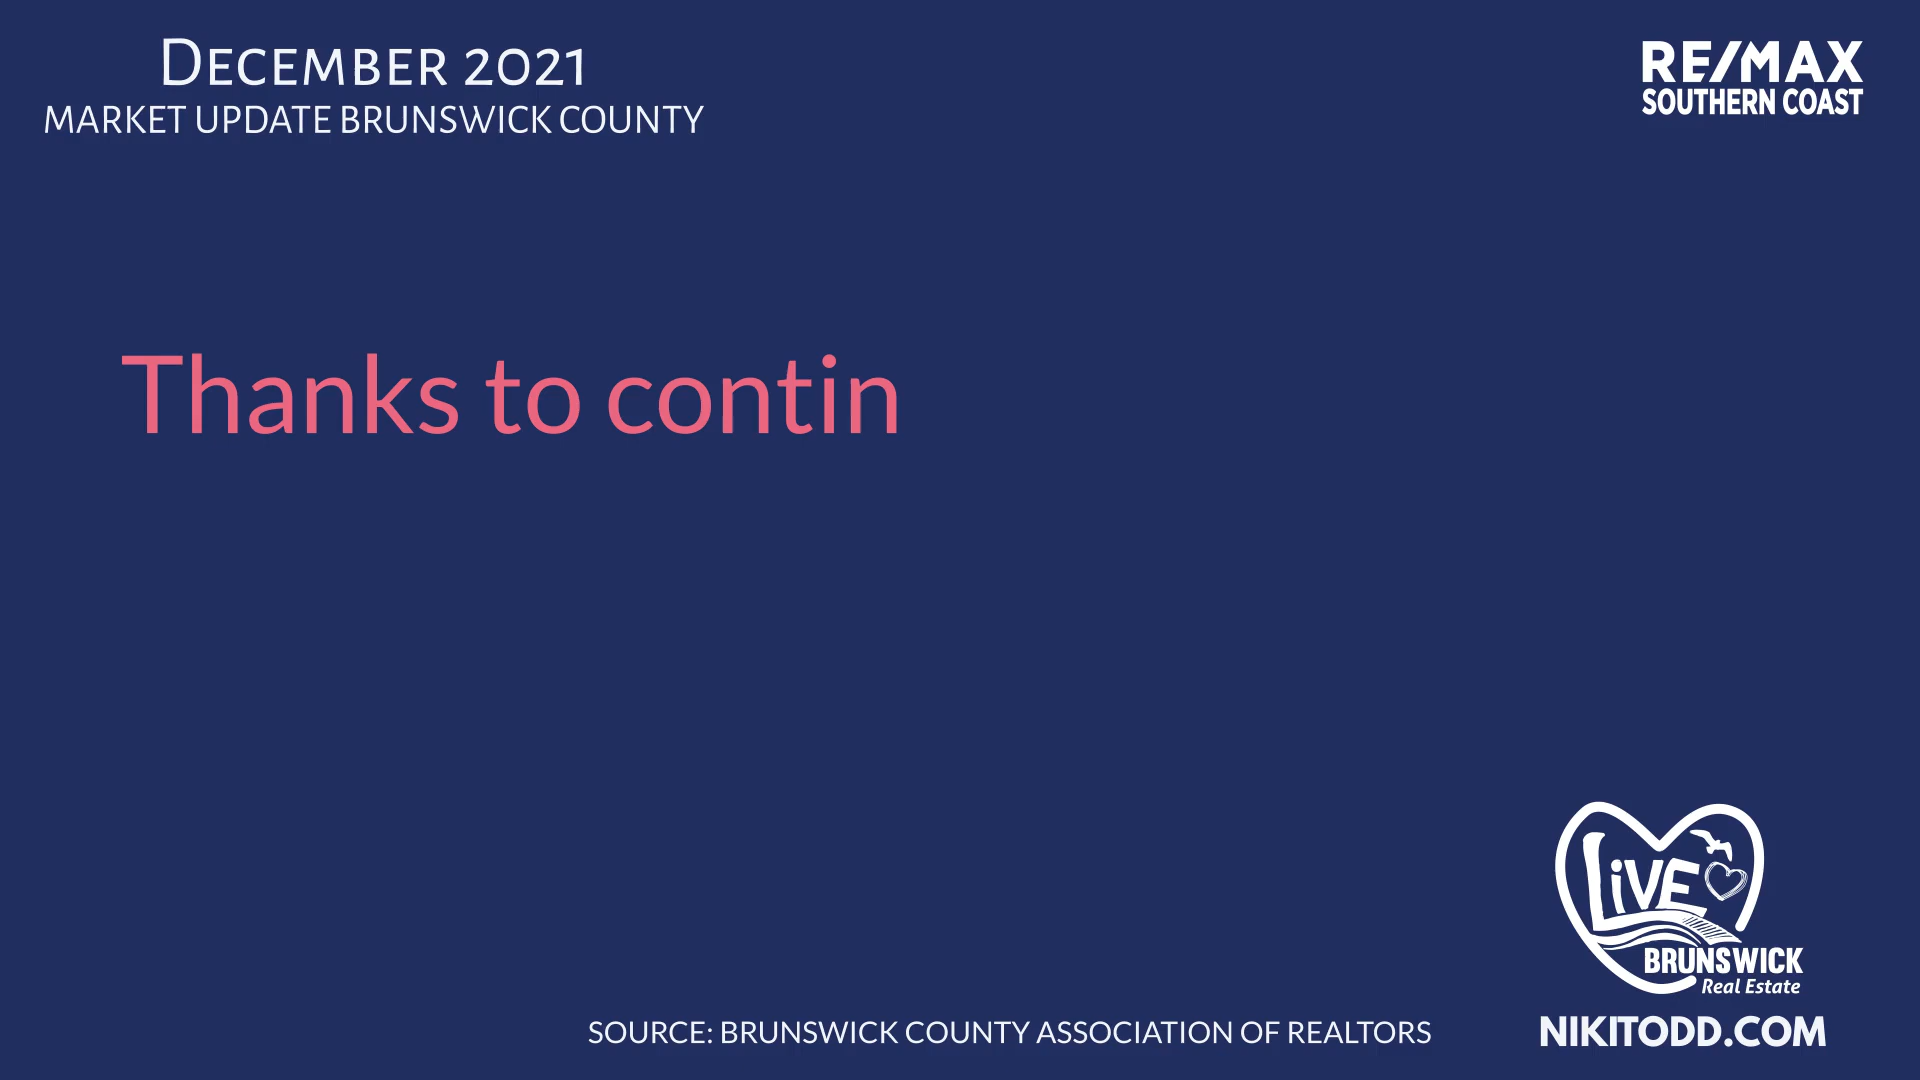 December 2021
MARKET UPDATE BRUNSWICK COUNTY
RE/MAX
SOUTHERN COAST
Thanks to contin
LiVE
BRUNSWICK
Real Estate
SOURCE: BRUNSWICK COUNTY ASSOCIATION OF REALTORS
NIKITODD.COM